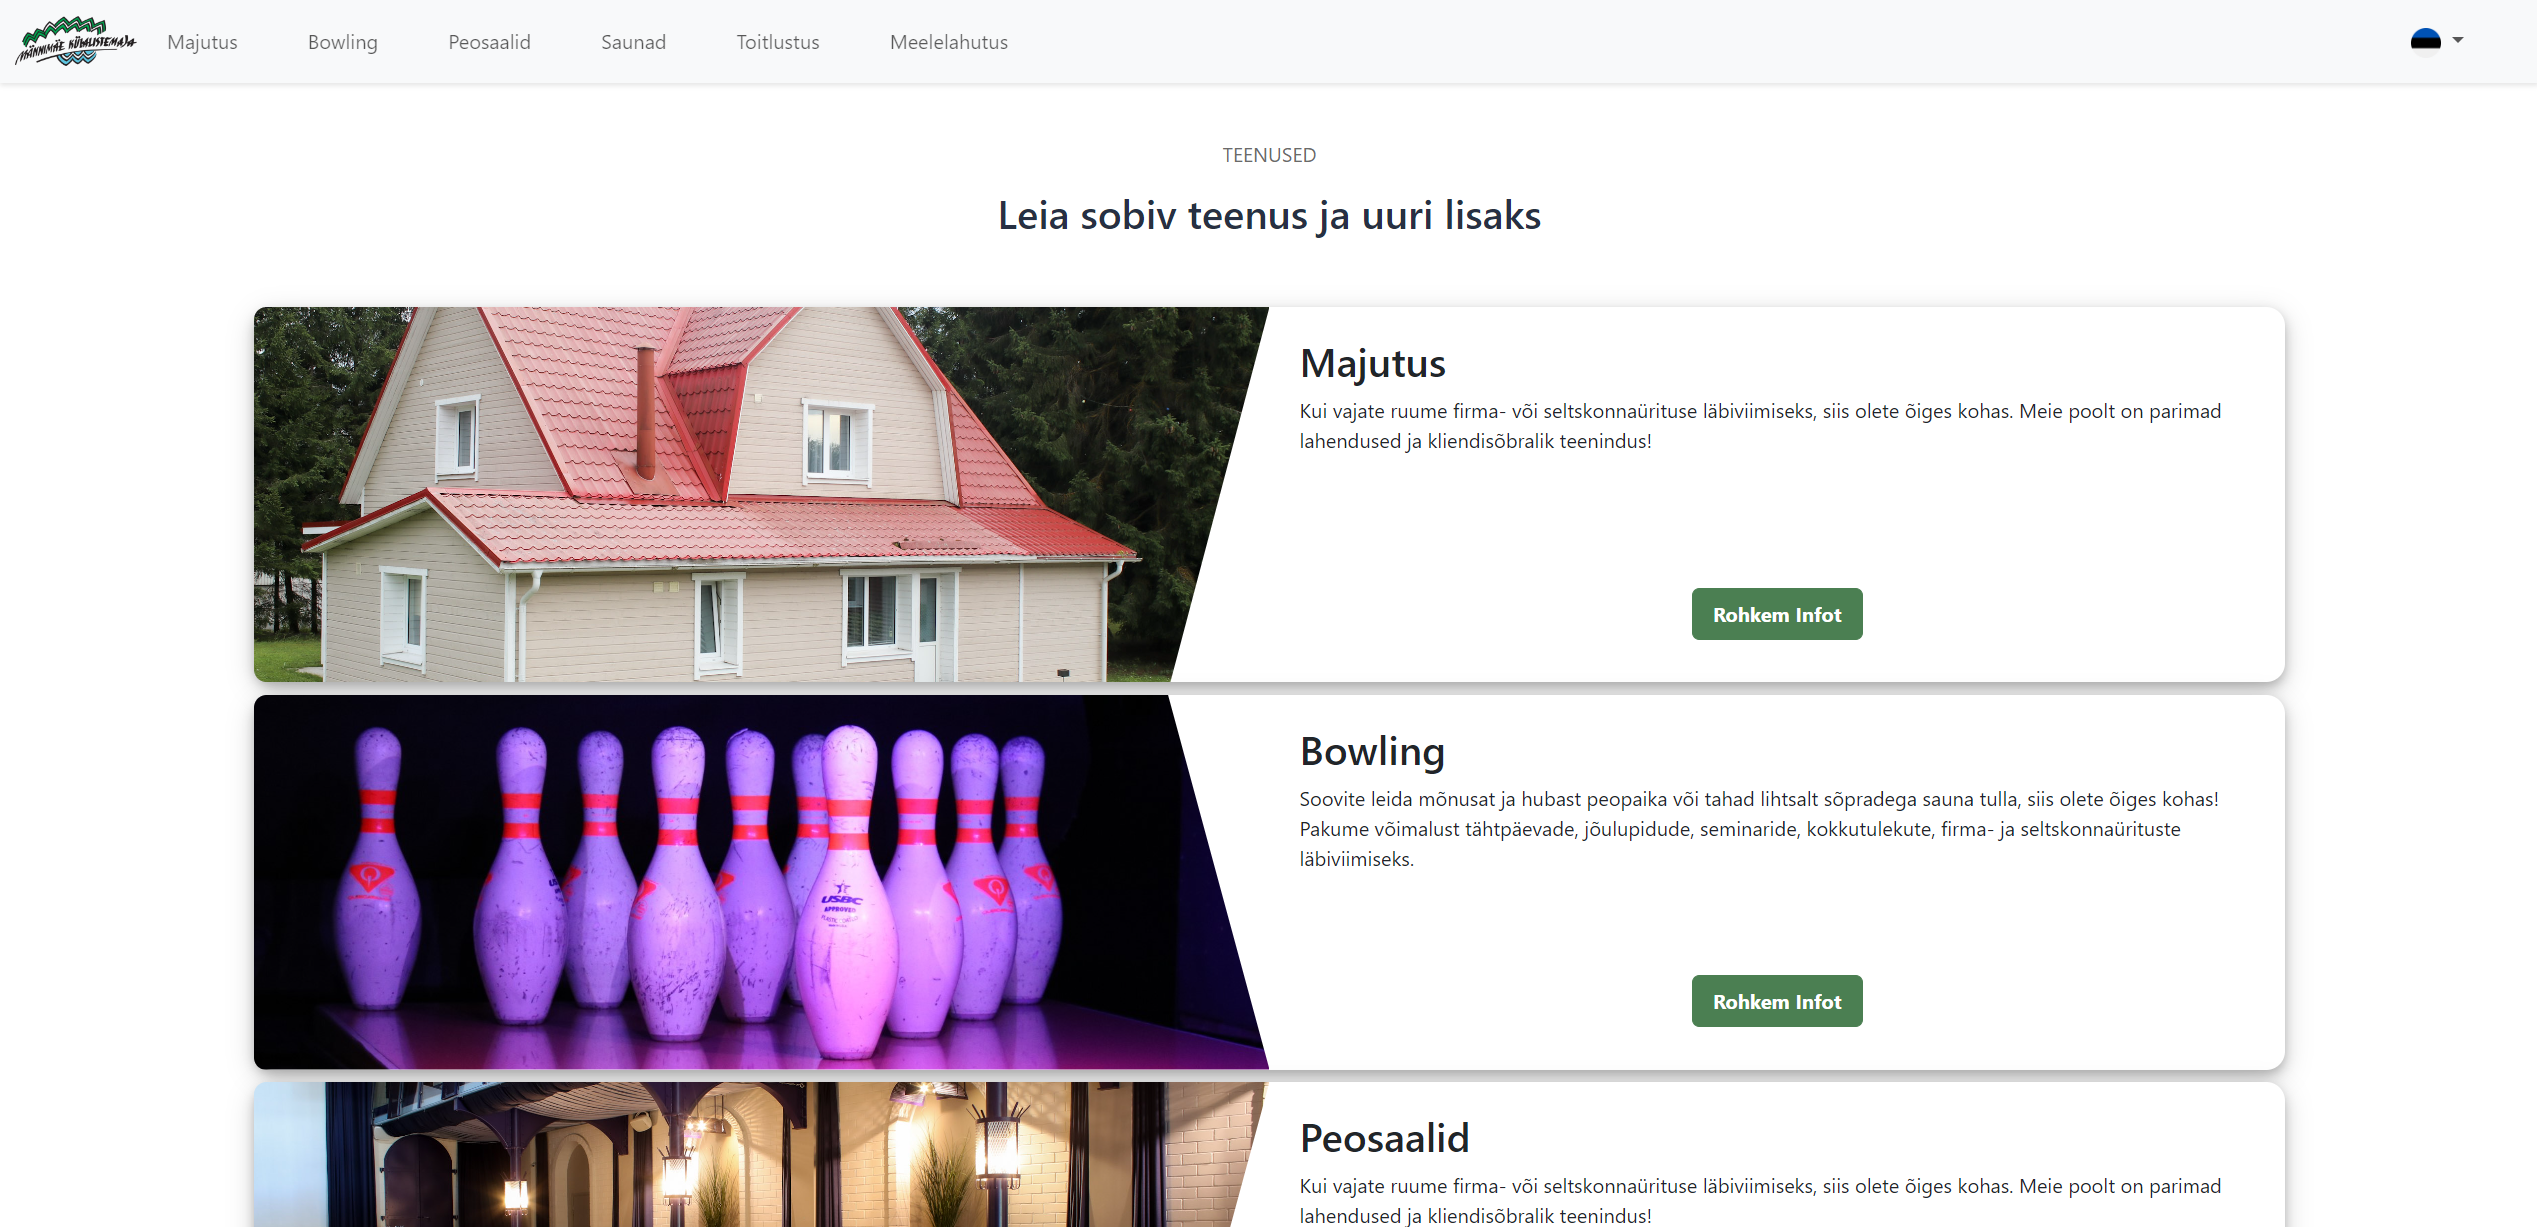 MÄNNIMÄE KÜLALISTEMAJA
Majutus
Bowling
Peosaalid
Saunad
Toitlustus
Meelelahutus
TEENUSED
Leia sobiv teenus ja uuri lisaks
Majutus
Kui vajate ruume firma- või seltskonnaürituse läbiviimiseks, siis olete õiges kohas. Meie poolt on parimad
lahendused ja kliendisõbralik teenindus!
Rohkem Infot
USBC
APPROVED
Bowling
Soovite leida mõnusat ja hubast peopaika või tahad lihtsalt sõpradega sauna tulla, siis olete õiges kohas!
Pakume võimalust tähtpäevade, jõulupidude, seminaride, kokkutulekute, firma- ja seltskonnaürituste
läbiviimiseks.
Rohkem Infot
Peosaalid
Kui vajate ruume firma- või seltskonnaürituse läbiviimiseks, siis olete õiges kohas. Meie poolt on parimad
lahendused ja kliendisõbralik teenindus!